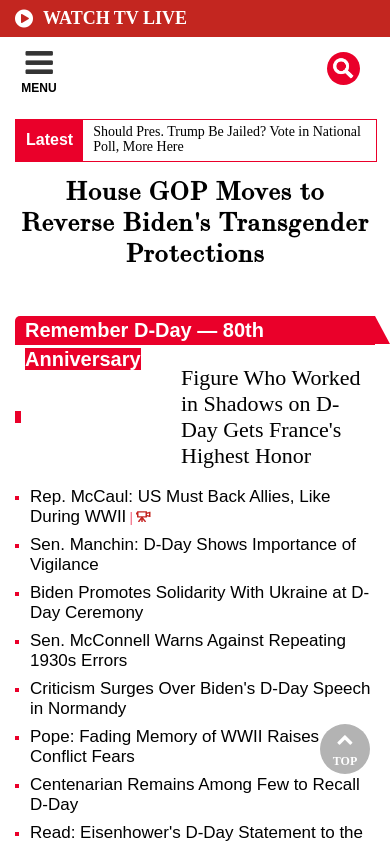 WATCH TV LIVE
MENU
Latest
Should Pres. Trump Be Jailed? Vote in National
Poll, More Here
House GOP Moves to
Reverse Biden's Transgender
Protections
Remember D-Day — 80th
Anniversary
Figure Who Worked
in Shadows on D-
Day Gets France's
Highest Honor
Rep. McCaul: US Must Back Allies, Like
During WWII |
Sen. Manchin: D-Day Shows Importance of
Vigilance
Biden Promotes Solidarity With Ukraine at D-
Day Ceremony
Sen. McConnell Warns Against Repeating
1930s Errors
Criticism Surges Over Biden's D-Day Speech
in Normandy
Pope: Fading Memory of WWII Raises
Conflict Fears
TOP
Centenarian Remains Among Few to Recall
D-Day
Read: Eisenhower's D-Day Statement to the